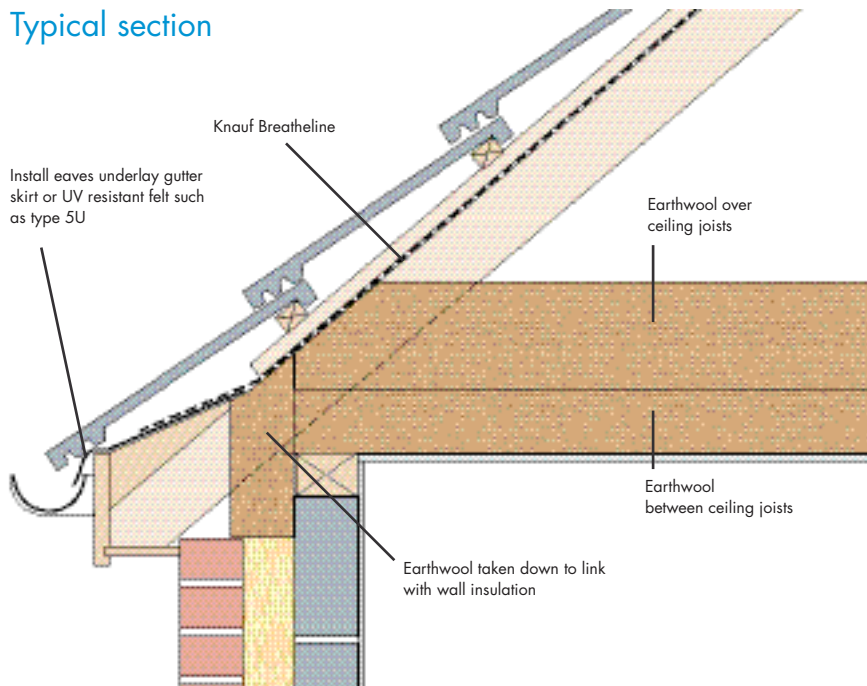 Typical section
Knauf Breatheline
Install eaves underlay gutter
skirt or UV resistant felt such
as type 5U
Earthwool over
ceiling joists
Earthwool
between ceiling joists
Earthwool taken down to link
with wall insulation